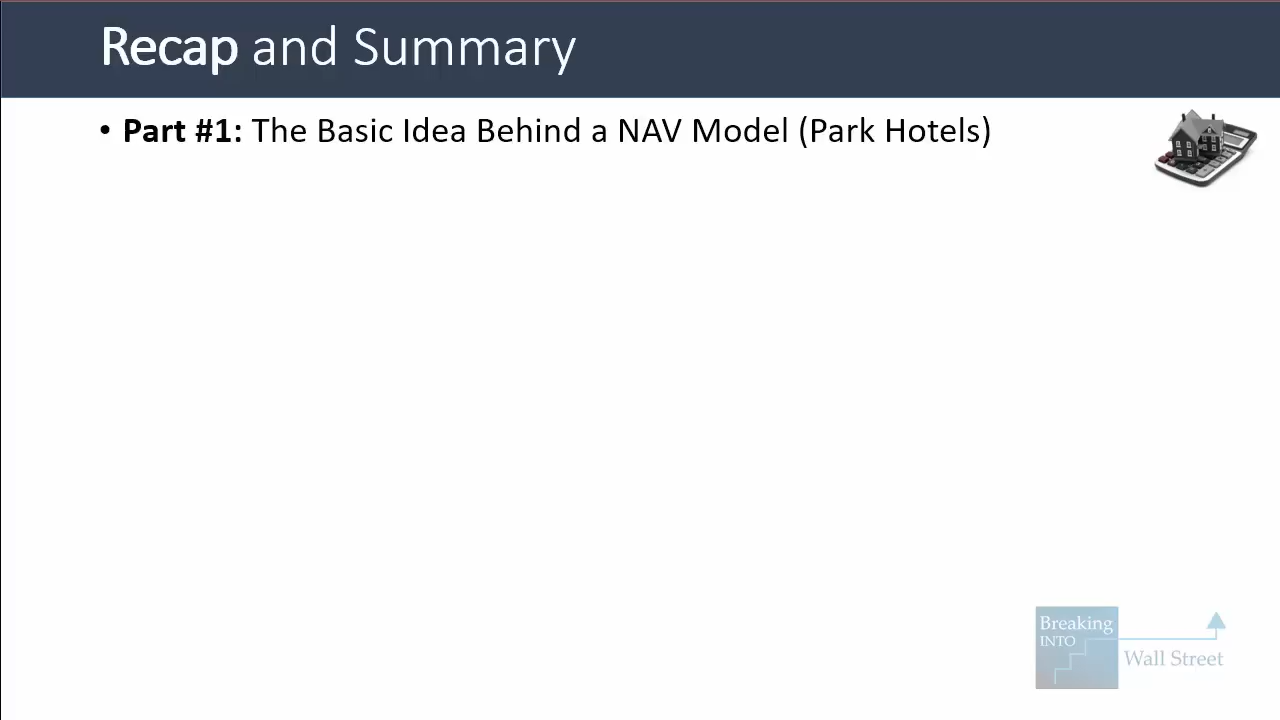 Recap and Summary
• Part #1: The Basic Idea Behind a NAV Model (Park Hotels)
Breaking
INTO
Wall Street